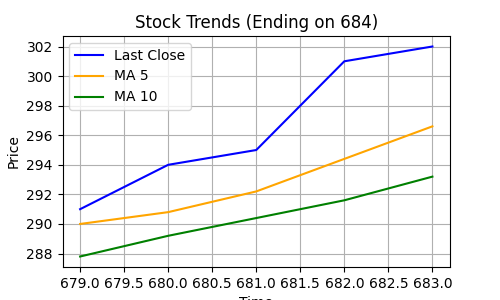 Stock Trends (Ending on 684)
Last Close
MA 5
MA 10
Price
302
300
298
296
294
292
290
288
679.0 679.5 680.0 680.5 681.0 681.5 682.0 682.5 683.0
Time